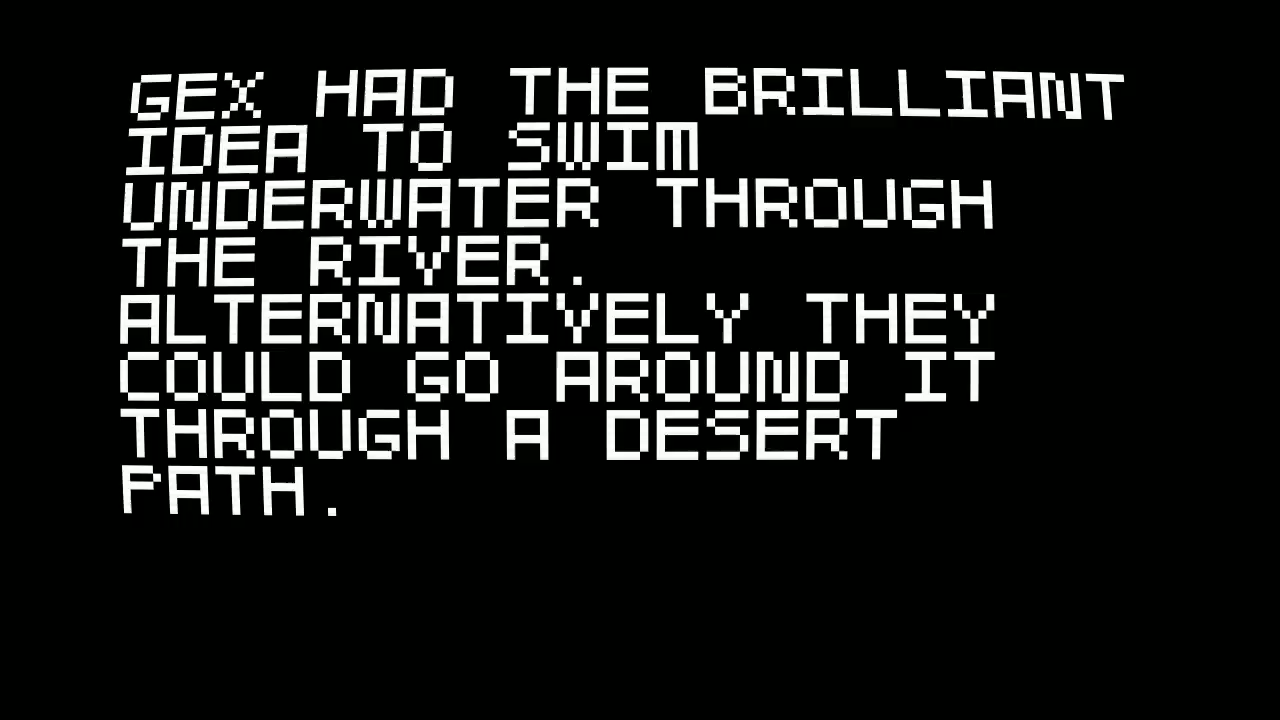 GEX HAD THE BRILLIANT
IDEA TO SWIM
UNDERWATER THROUGH
THE RIVER.
ALTERNATIVELY THEY
COULD GO AROUND IT
THROUGH A DESERT
PATH.